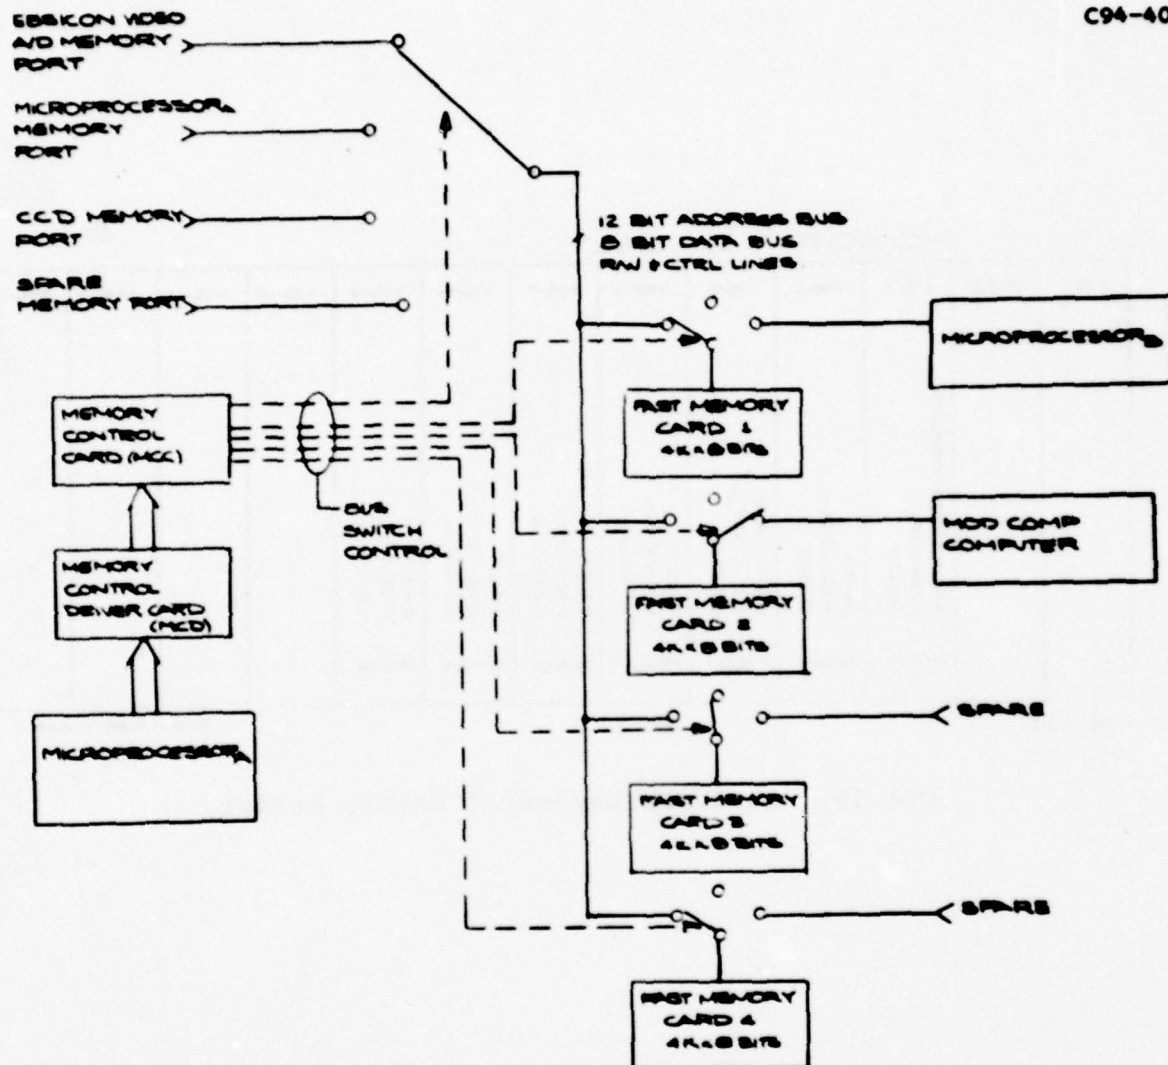 C94-40
EBSICON VIDEO
A/D MEMORY
PORT
MICROPROCESSOR A
MEMORY
PORT
CCD MEMORY
PORT
SPARE
MEMORY PORT
12 BIT ADDRESS BUS
8 BIT DATA BUS
R/W & CTRL LINES
MICROPROCESSOR B
MEMORY
CONTROL
CARD (MCC)
FAST MEMORY
CARD 1
4K x 8 BITS
BUS
SWITCH
CONTROL
MOD COMP
COMPUTER
MEMORY
CONTROL
DRIVER CARD
(MCD)
FAST MEMORY
CARD 2
4K x 8 BITS
MICROPROCESSOR A
SPARE
FAST MEMORY
CARD 3
4K x 8 BITS
SPARE
FAST MEMORY
CARD 4
4K x 8 BITS